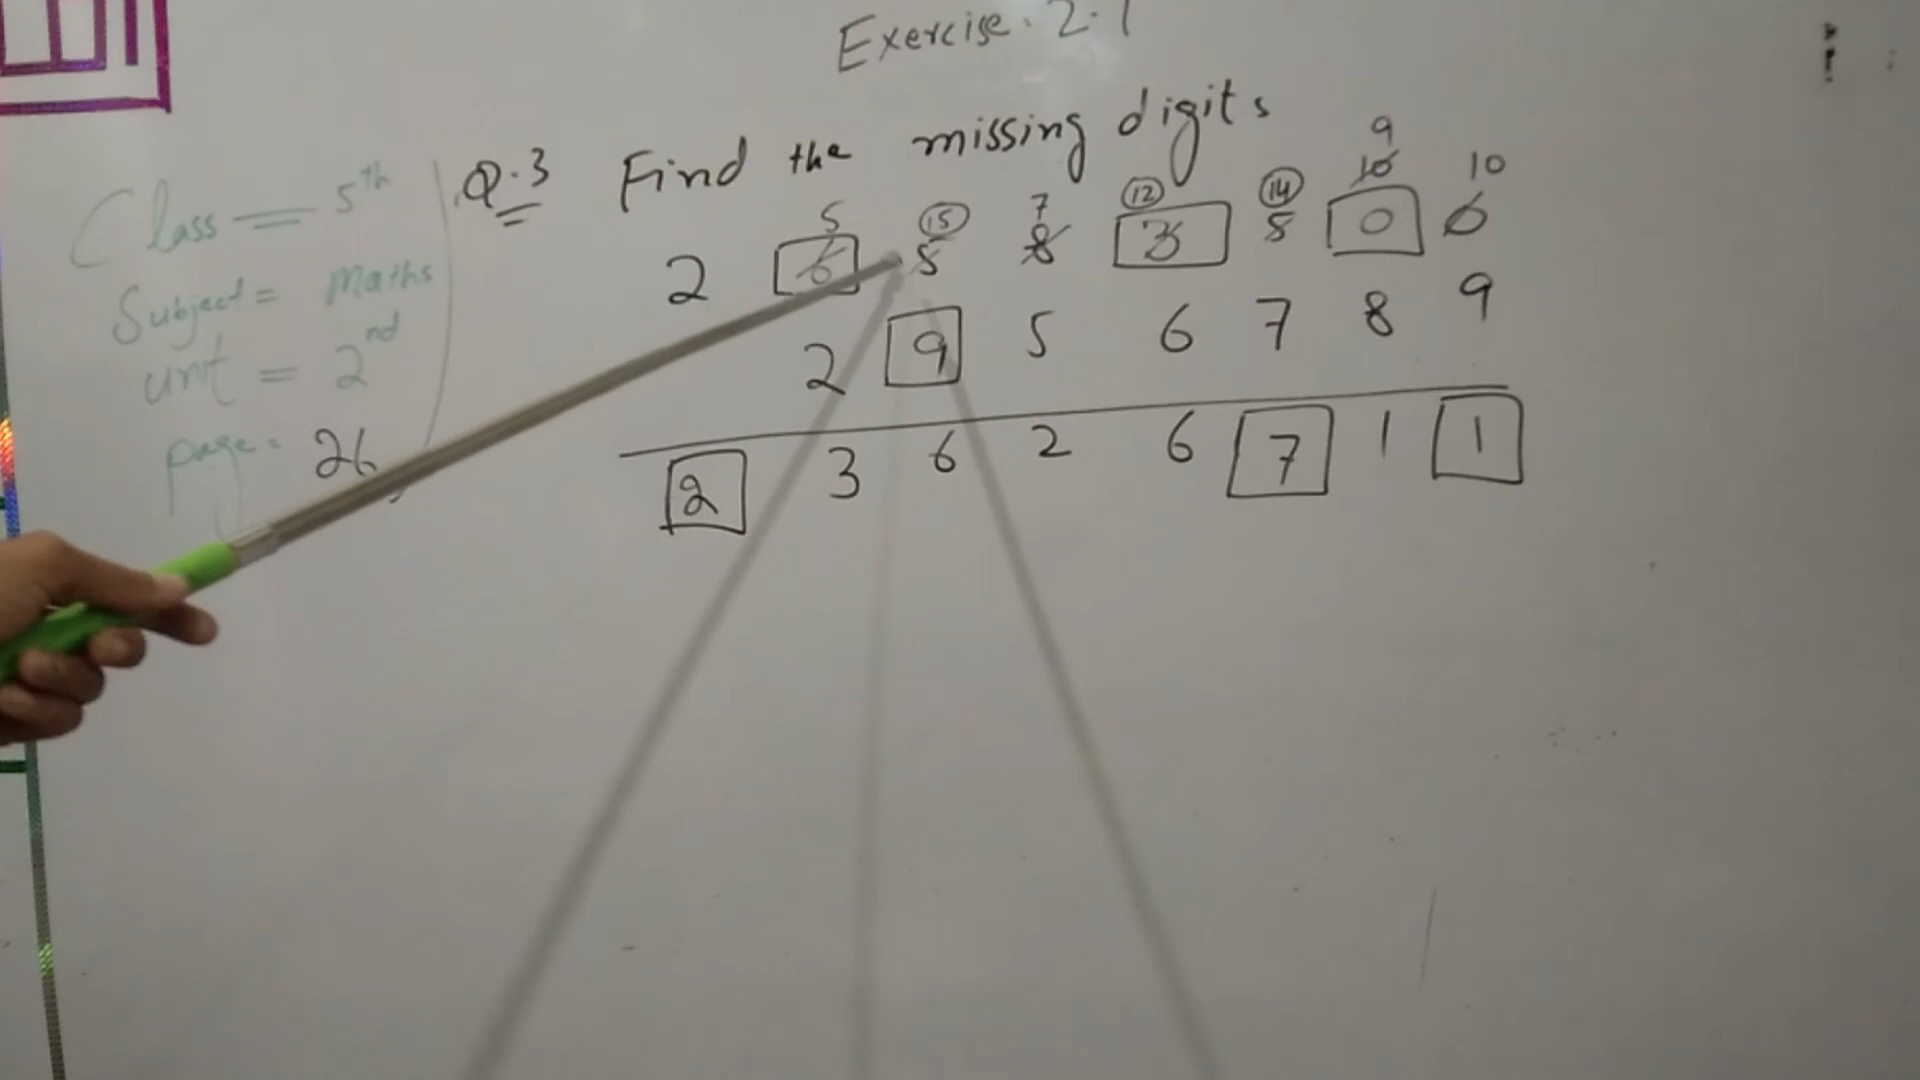 Exercise. 2.1
Q.3 Find the missing digits
Class = 5th
Subject = Maths
unit = 2nd
page = 26
5 15 7 12 14 9 10 10
2 6 5 8 3 5 0 0
2 9 5 6 7 8 9
2 3 6 2 6 7 1 1